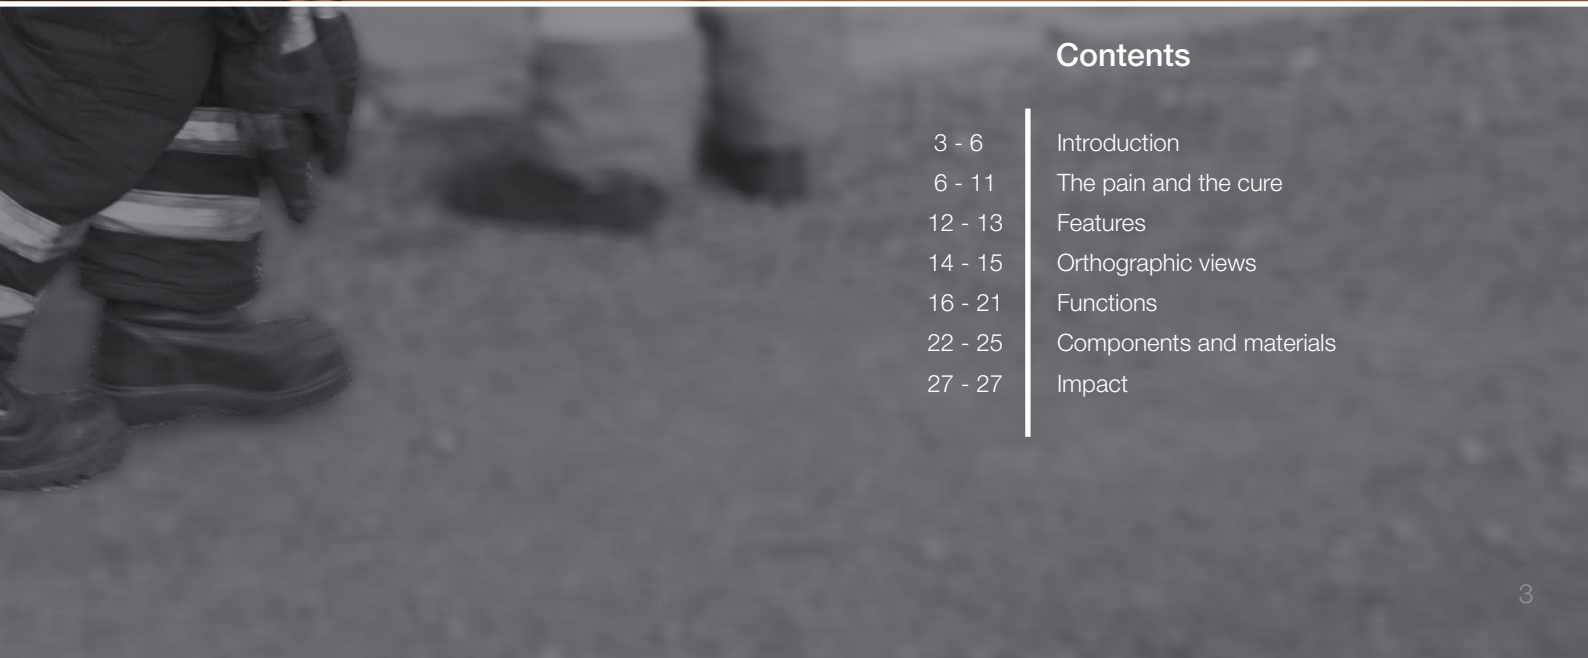 Contents
3 - 6 Introduction
6 - 11 The pain and the cure
12 - 13 Features
14 - 15 Orthographic views
16 - 21 Functions
22 - 25 Components and materials
27 - 27 Impact
3